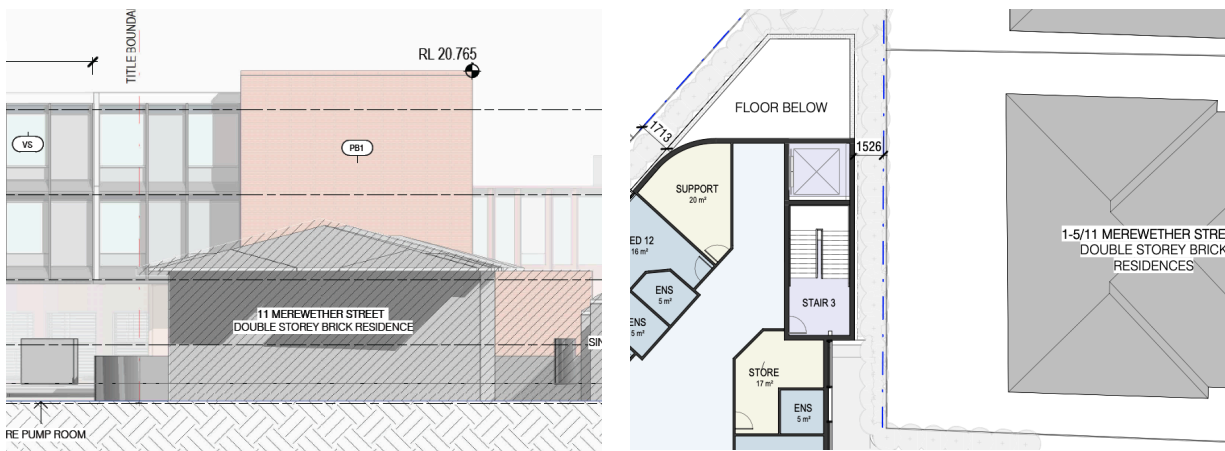 TITLE BOUNDA
RL 20.765
VS
PB1
11 MEREWETHER STREET
DOUBLE STOREY BRICK RESIDENCE
SIN
RE PUMP ROOM
FLOOR BELOW
1713
1526
SUPPORT
20 m²
ED 12
16 m²
ENS
5 m²
ENS
5 m²
STAIR 3
STORE
17 m²
ENS
5 m²
1-5/11 MEREWETHER STRE
DOUBLE STOREY BRICK
RESIDENCES